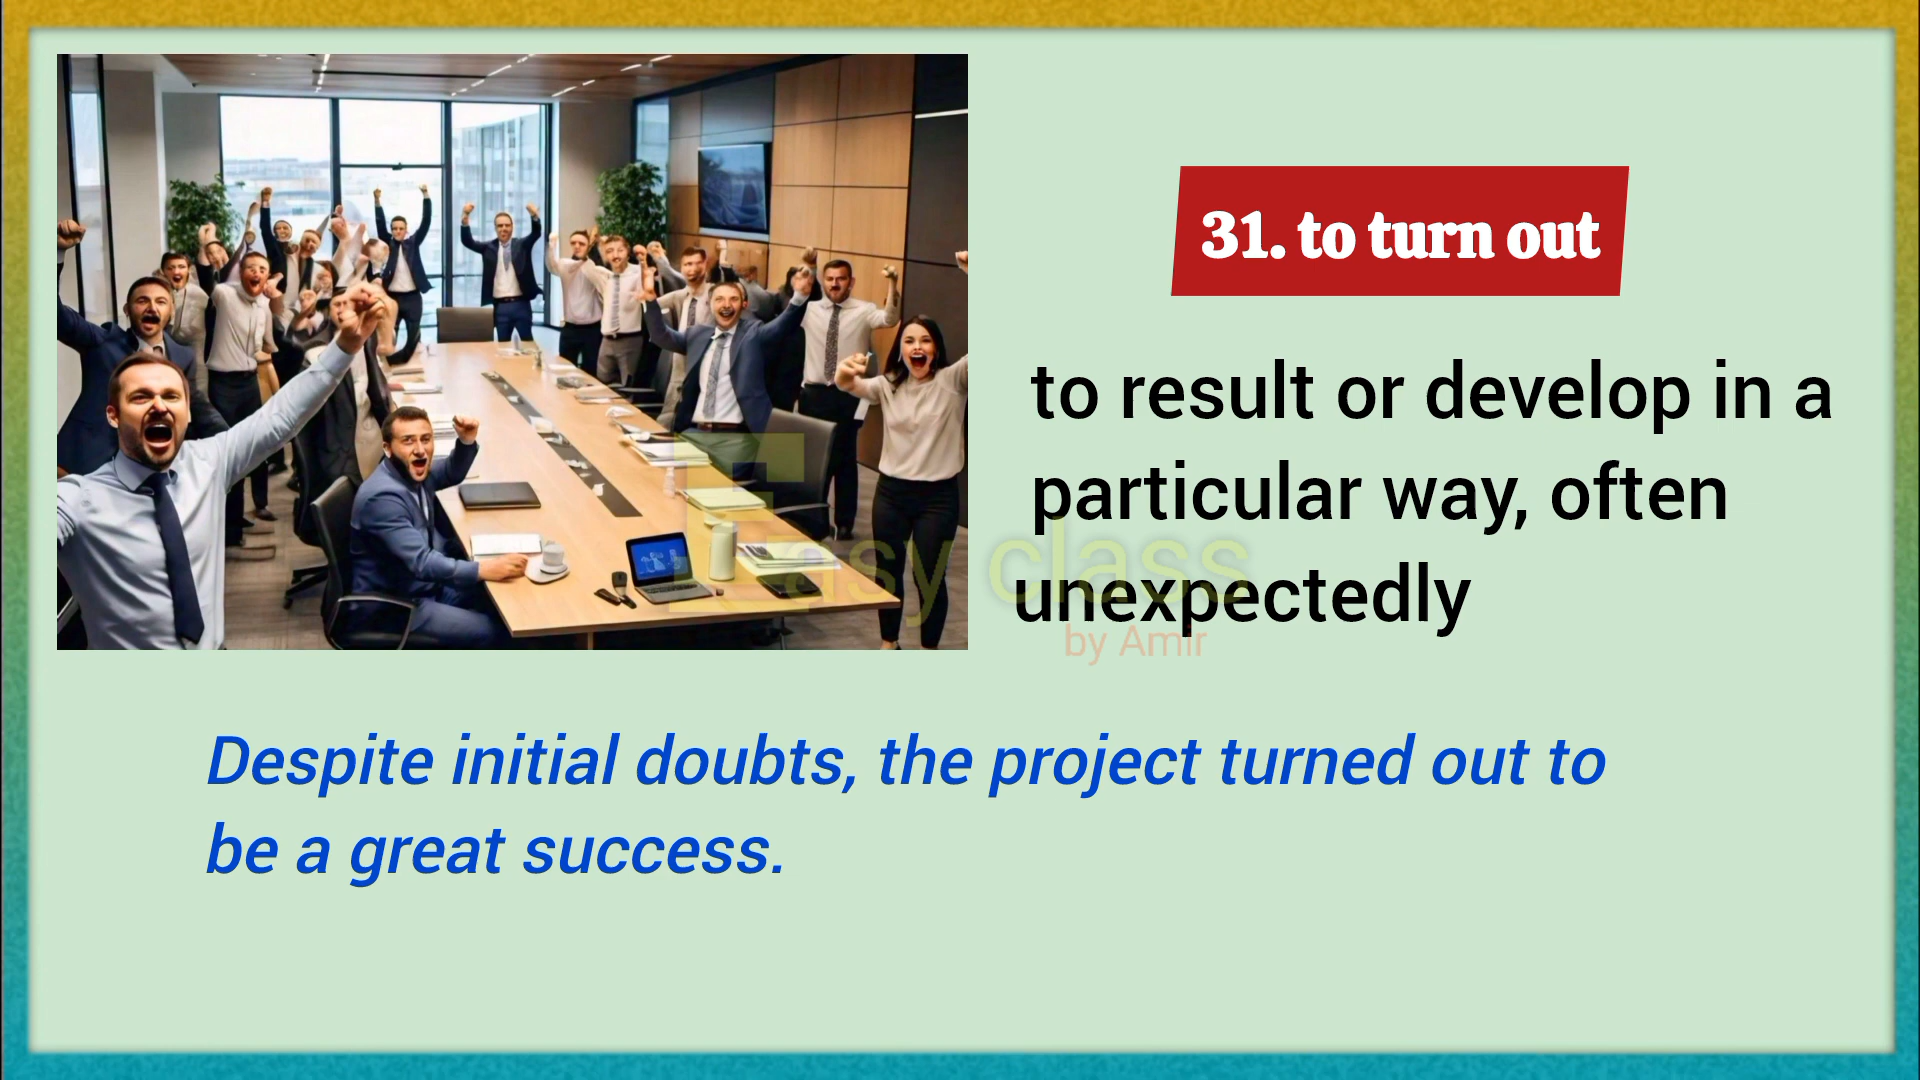 31. to turn out
to result or develop in a
particular way, often
unexpectedly
Easy class
by Amir
Despite initial doubts, the project turned out to
be a great success.